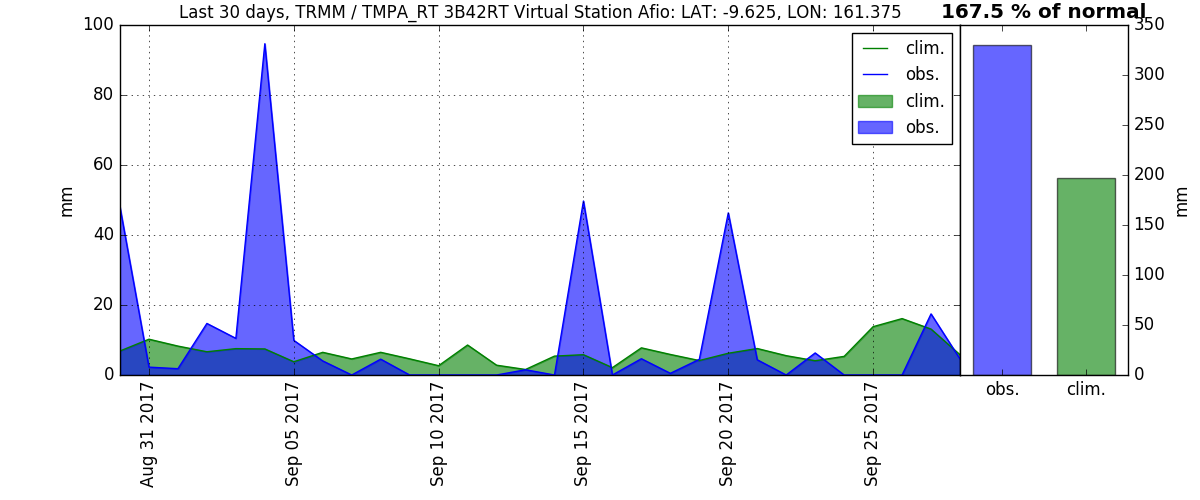 Last 30 days, TRMM / TMPA_RT 3B42RT Virtual Station Afio: LAT: -9.625, LON: 161.375
167.5 % of normal
100
80
60
40
20
0
mm
clim.
obs.
clim.
obs.
350
300
250
200
150
100
50
0
mm
Aug 31 2017
Sep 05 2017
Sep 10 2017
Sep 15 2017
Sep 20 2017
Sep 25 2017
obs.
clim.